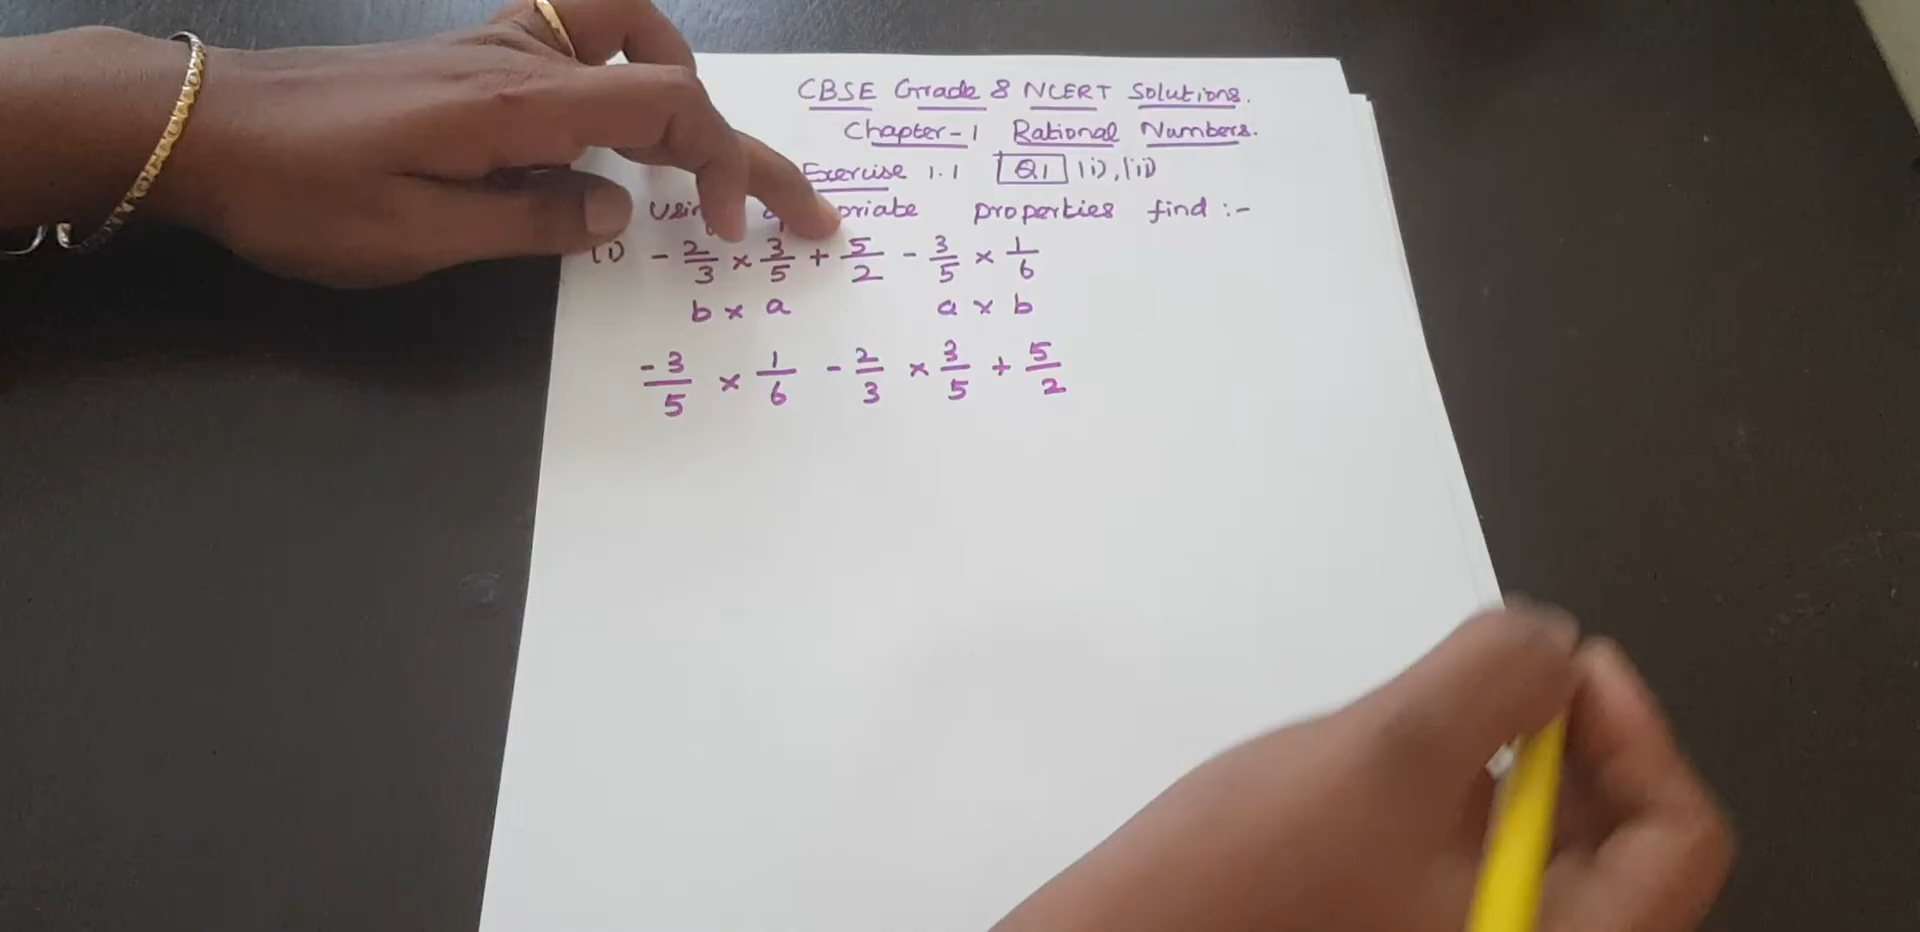 CBSE Grade 8 NCERT Solutions.
Chapter-1 Rational Numbers.
Exercise 1.1 Q1 (i), (ii)
properties find :-
(i) - 2/3 × 3/5 + 5/2 - 3/5 × 1/6
b × a a × b
-3/5 × 1/6 - 2/3 × 3/5 + 5/2